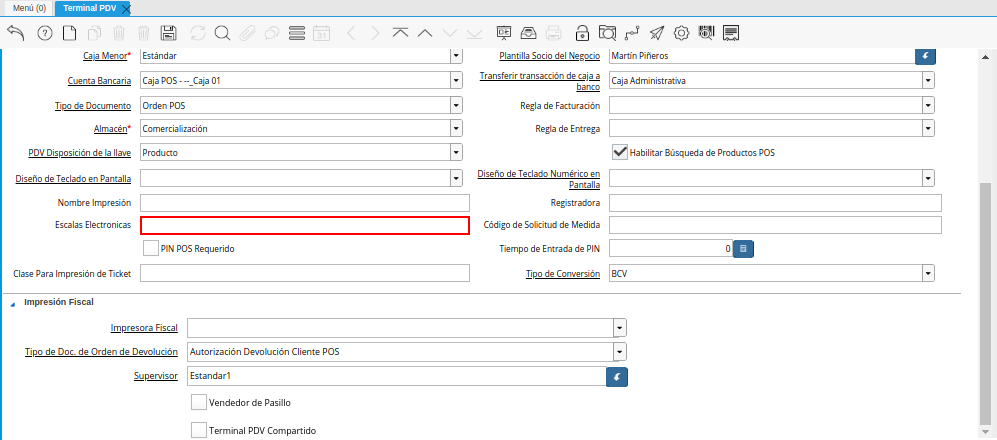 Menú (0) Terminal PDV
Caja Menor* Estándar Plantilla Socio del Negocio Martín Piñeros
Cuenta Bancaria Caja POS - --_Caja 01 Transferir transacción de caja a banco Caja Administrativa
Tipo de Documento Orden POS Regla de Facturación
Almacén* Comercialización Regla de Entrega
PDV Disposición de la llave Producto Habilitar Búsqueda de Productos POS
Diseño de Teclado en Pantalla Diseño de Teclado Numérico en Pantalla
Nombre Impresión Registradora
Escalas Electronicas Código de Solicitud de Medida
PIN POS Requerido Tiempo de Entrada de PIN 0
Clase Para Impresión de Ticket Tipo de Conversión BCV
Impresión Fiscal
Impresora Fiscal
Tipo de Doc. de Orden de Devolución Autorización Devolución Cliente POS
Supervisor Estandar1
Vendedor de Pasillo
Terminal PDV Compartido